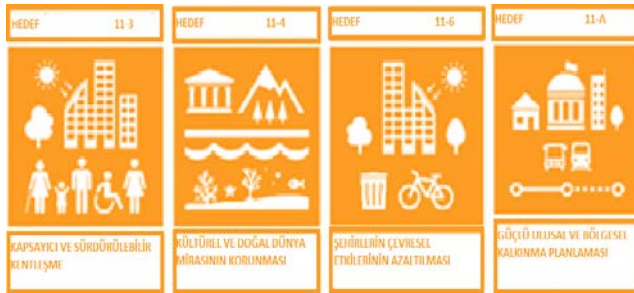 HEDEF 11-3
HEDEF 11-4
HEDEF 11-6
HEDEF 11-A
KAPSAYICI VE SÜRDÜRÜLEBİLİR
KENTLEŞME
KÜLTÜREL VE DOĞAL DÜNYA
MİRASININ KORUNMASI
ŞEHİRLERİN ÇEVRESEL
ETKİLERİNİN AZALTILMASI
GÜÇLÜ ULUSAL VE BÖLGESEL
KALKINMA PLANLAMASI